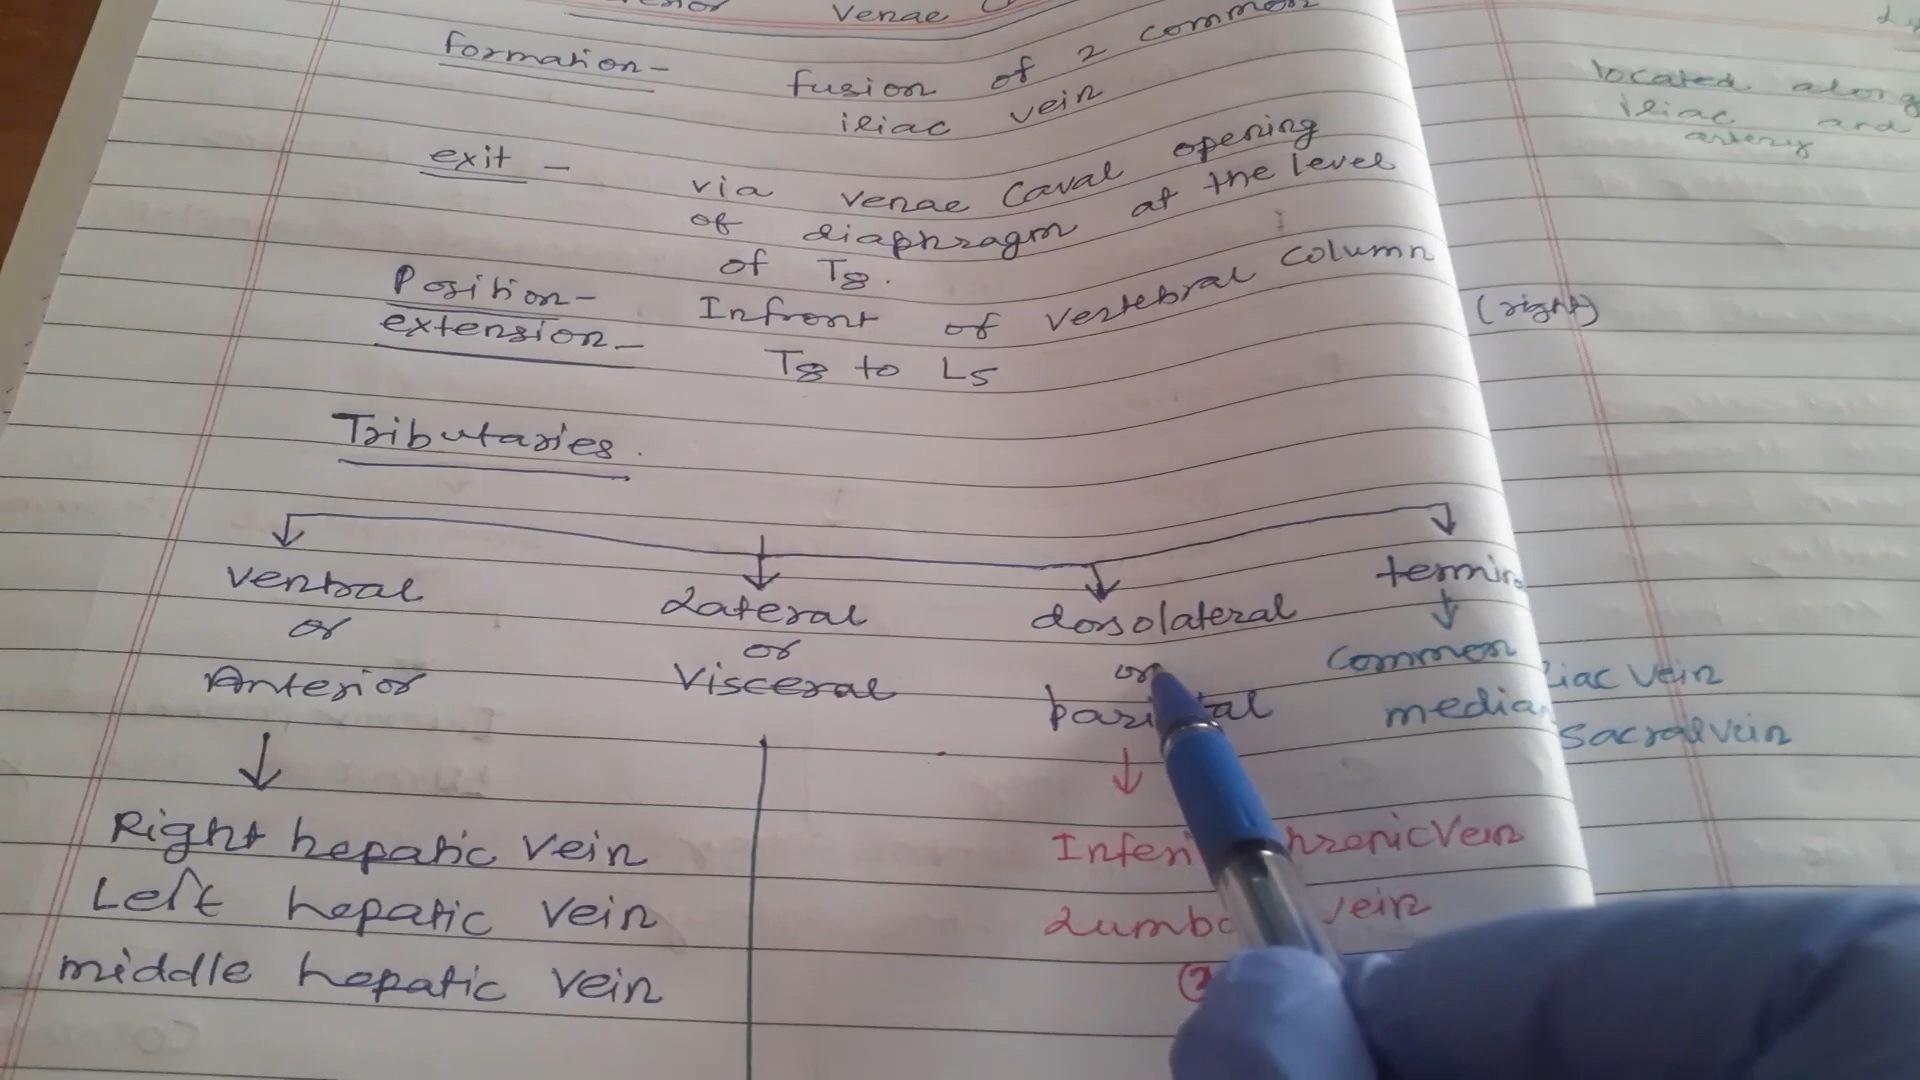 Venae
formation- fusion of 2 common
iliac vein
exit - via venae Caval opening
of diaphragm at the level
of T8.
Position- Infront of Vertebral Column (right)
extension- T8 to L5
Tributaries.
Ventral or Anterior
Lateral or Visceral
dorsolateral or
Common iliac Vein
sacral vein
Right hepatic vein
Left hepatic vein
middle hepatic vein
vein
located along
iliac and
artery